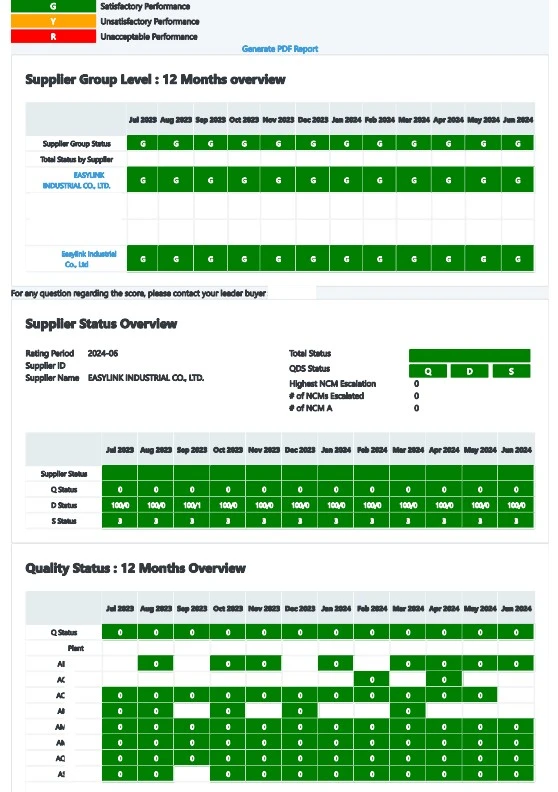 G Satisfactory Performance
Y Unsatisfactory Performance
R Unacceptable Performance
Generate PDF Report
Supplier Group Level : 12 Months overview
Jul 2023 Aug 2023 Sep 2023 Oct 2023 Nov 2023 Dec 2023 Jan 2024 Feb 2024 Mar 2024 Apr 2024 May 2024 Jun 2024
Supplier Group Status G G G G G G G G G G G G
Total Status by Supplier
EASYLINK
INDUSTRIAL CO., LTD. G G G G G G G G G G G G
Easylink Industrial
Co., Ltd G G G G G G G G G G G G
For any question regarding the score, please contact your leader buyer
Supplier Status Overview
Rating Period 2024-06 Total Status
Supplier ID QDS Status Q D S
Supplier Name EASYLINK INDUSTRIAL CO., LTD. Highest NCM Escalation 0
# of NCMs Escalated 0
# of NCM A 0
Jul 2023 Aug 2023 Sep 2023 Oct 2023 Nov 2023 Dec 2023 Jan 2024 Feb 2024 Mar 2024 Apr 2024 May 2024 Jun 2024
Supplier Status
Q Status 0 0 0 0 0 0 0 0 0 0 0 0
D Status 100/0 100/0 100/1 100/0 100/0 100/0 100/0 100/0 100/0 100/0 100/0 100/0
S Status 3 3 3 3 3 3 3 3 3 3 3 3
Quality Status : 12 Months Overview
Jul 2023 Aug 2023 Sep 2023 Oct 2023 Nov 2023 Dec 2023 Jan 2024 Feb 2024 Mar 2024 Apr 2024 May 2024 Jun 2024
Q Status 0 0 0 0 0 0 0 0 0 0 0 0
Plant
0 0 0 0 0 0 0 0
0 0
AC 0 0 0 0 0 0 0 0 0 0 0
0 0 0 0 0
AM 0 0 0 0 0 0 0 0 0 0 0 0
0 0 0 0 0 0 0 0 0 0 0 0
0 0 0 0 0 0 0 0 0 0 0 0
0 0 0 0 0 0 0 0 0 0 0